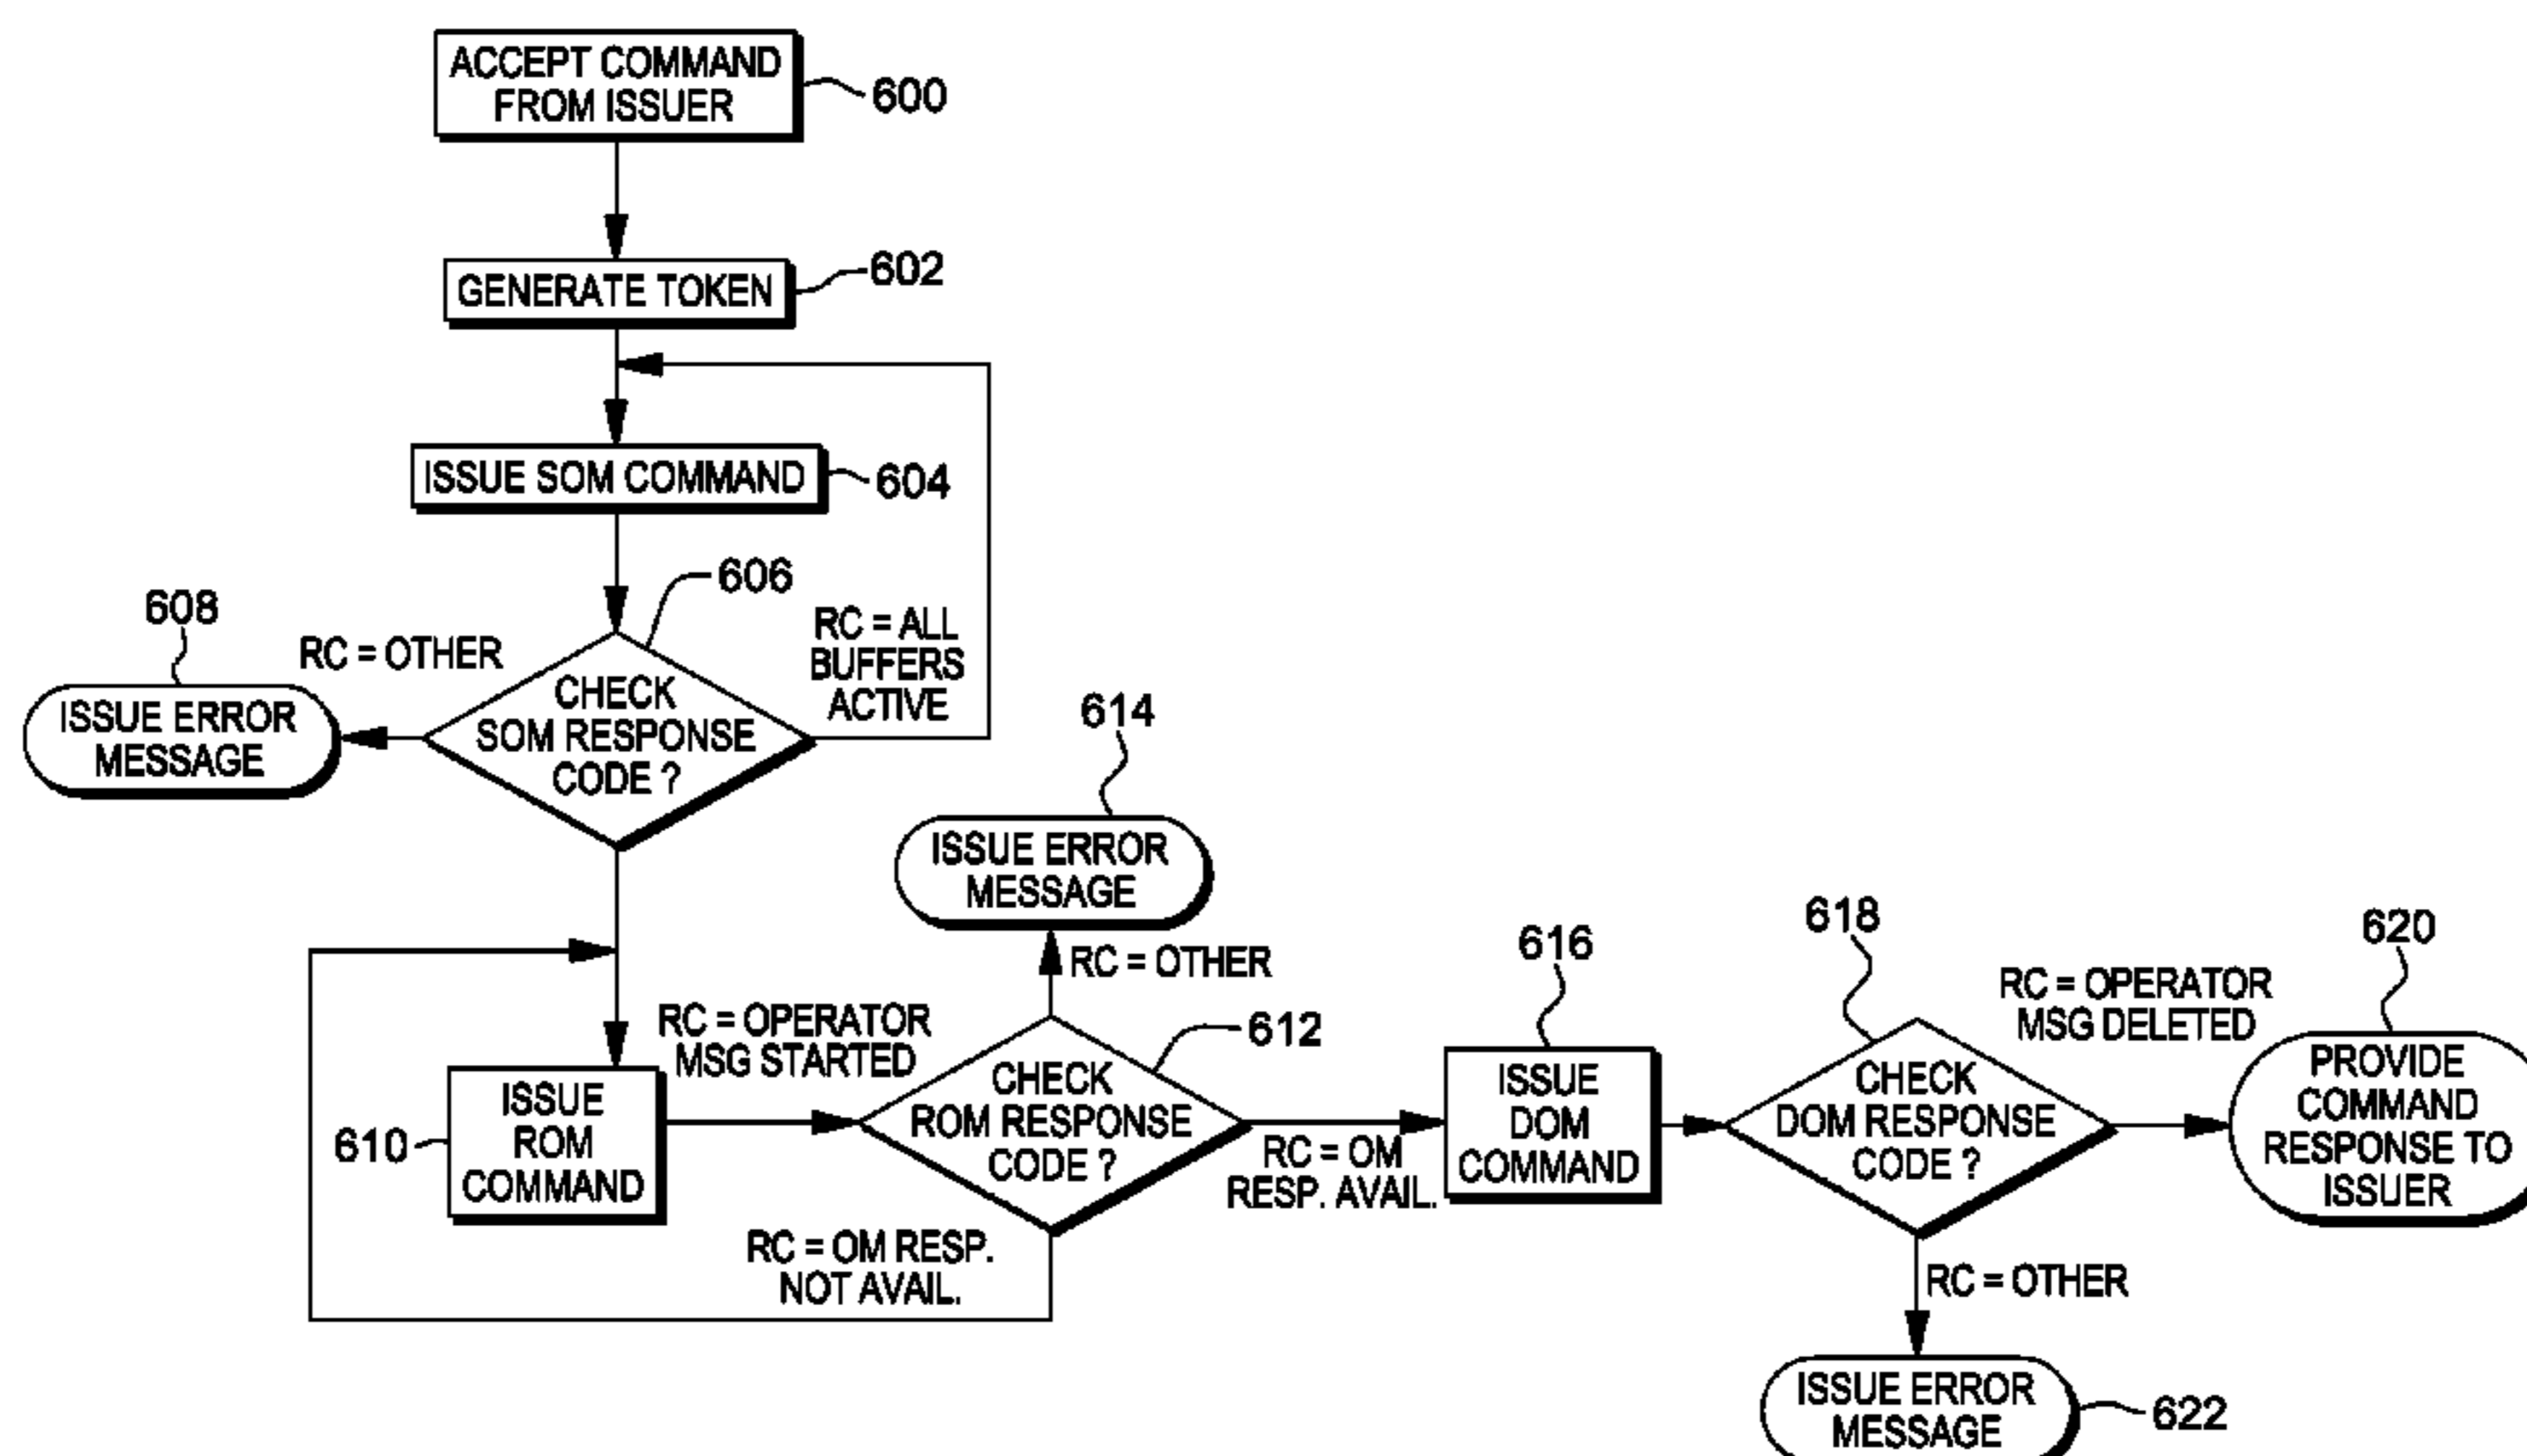 ACCEPT COMMAND
FROM ISSUER
600
GENERATE TOKEN
602
ISSUE SOM COMMAND
604
606
608
RC = OTHER
RC = ALL
BUFFERS
ACTIVE
CHECK
SOM RESPONSE
CODE ?
ISSUE ERROR
MESSAGE
614
ISSUE ERROR
MESSAGE
RC = OTHER
610
ISSUE
ROM
COMMAND
RC = OPERATOR
MSG STARTED
612
CHECK
ROM RESPONSE
CODE ?
RC = OM RESP.
NOT AVAIL.
RC = OM
RESP. AVAIL.
616
ISSUE
DOM
COMMAND
618
CHECK
DOM RESPONSE
CODE ?
RC = OPERATOR
MSG DELETED
620
PROVIDE
COMMAND
RESPONSE TO
ISSUER
RC = OTHER
ISSUE ERROR
MESSAGE
622